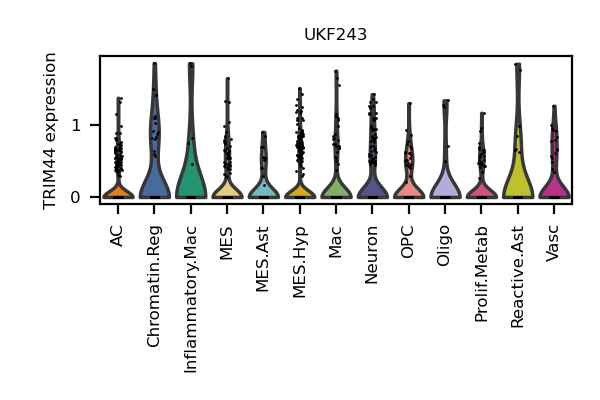 UKF243
TRIM44 expression
1
0
AC
Chromatin.Reg
Inflammatory.Mac
MES
MES.Ast
MES.Hyp
Mac
Neuron
OPC
Oligo
Prolif.Metab
Reactive.Ast
Vasc